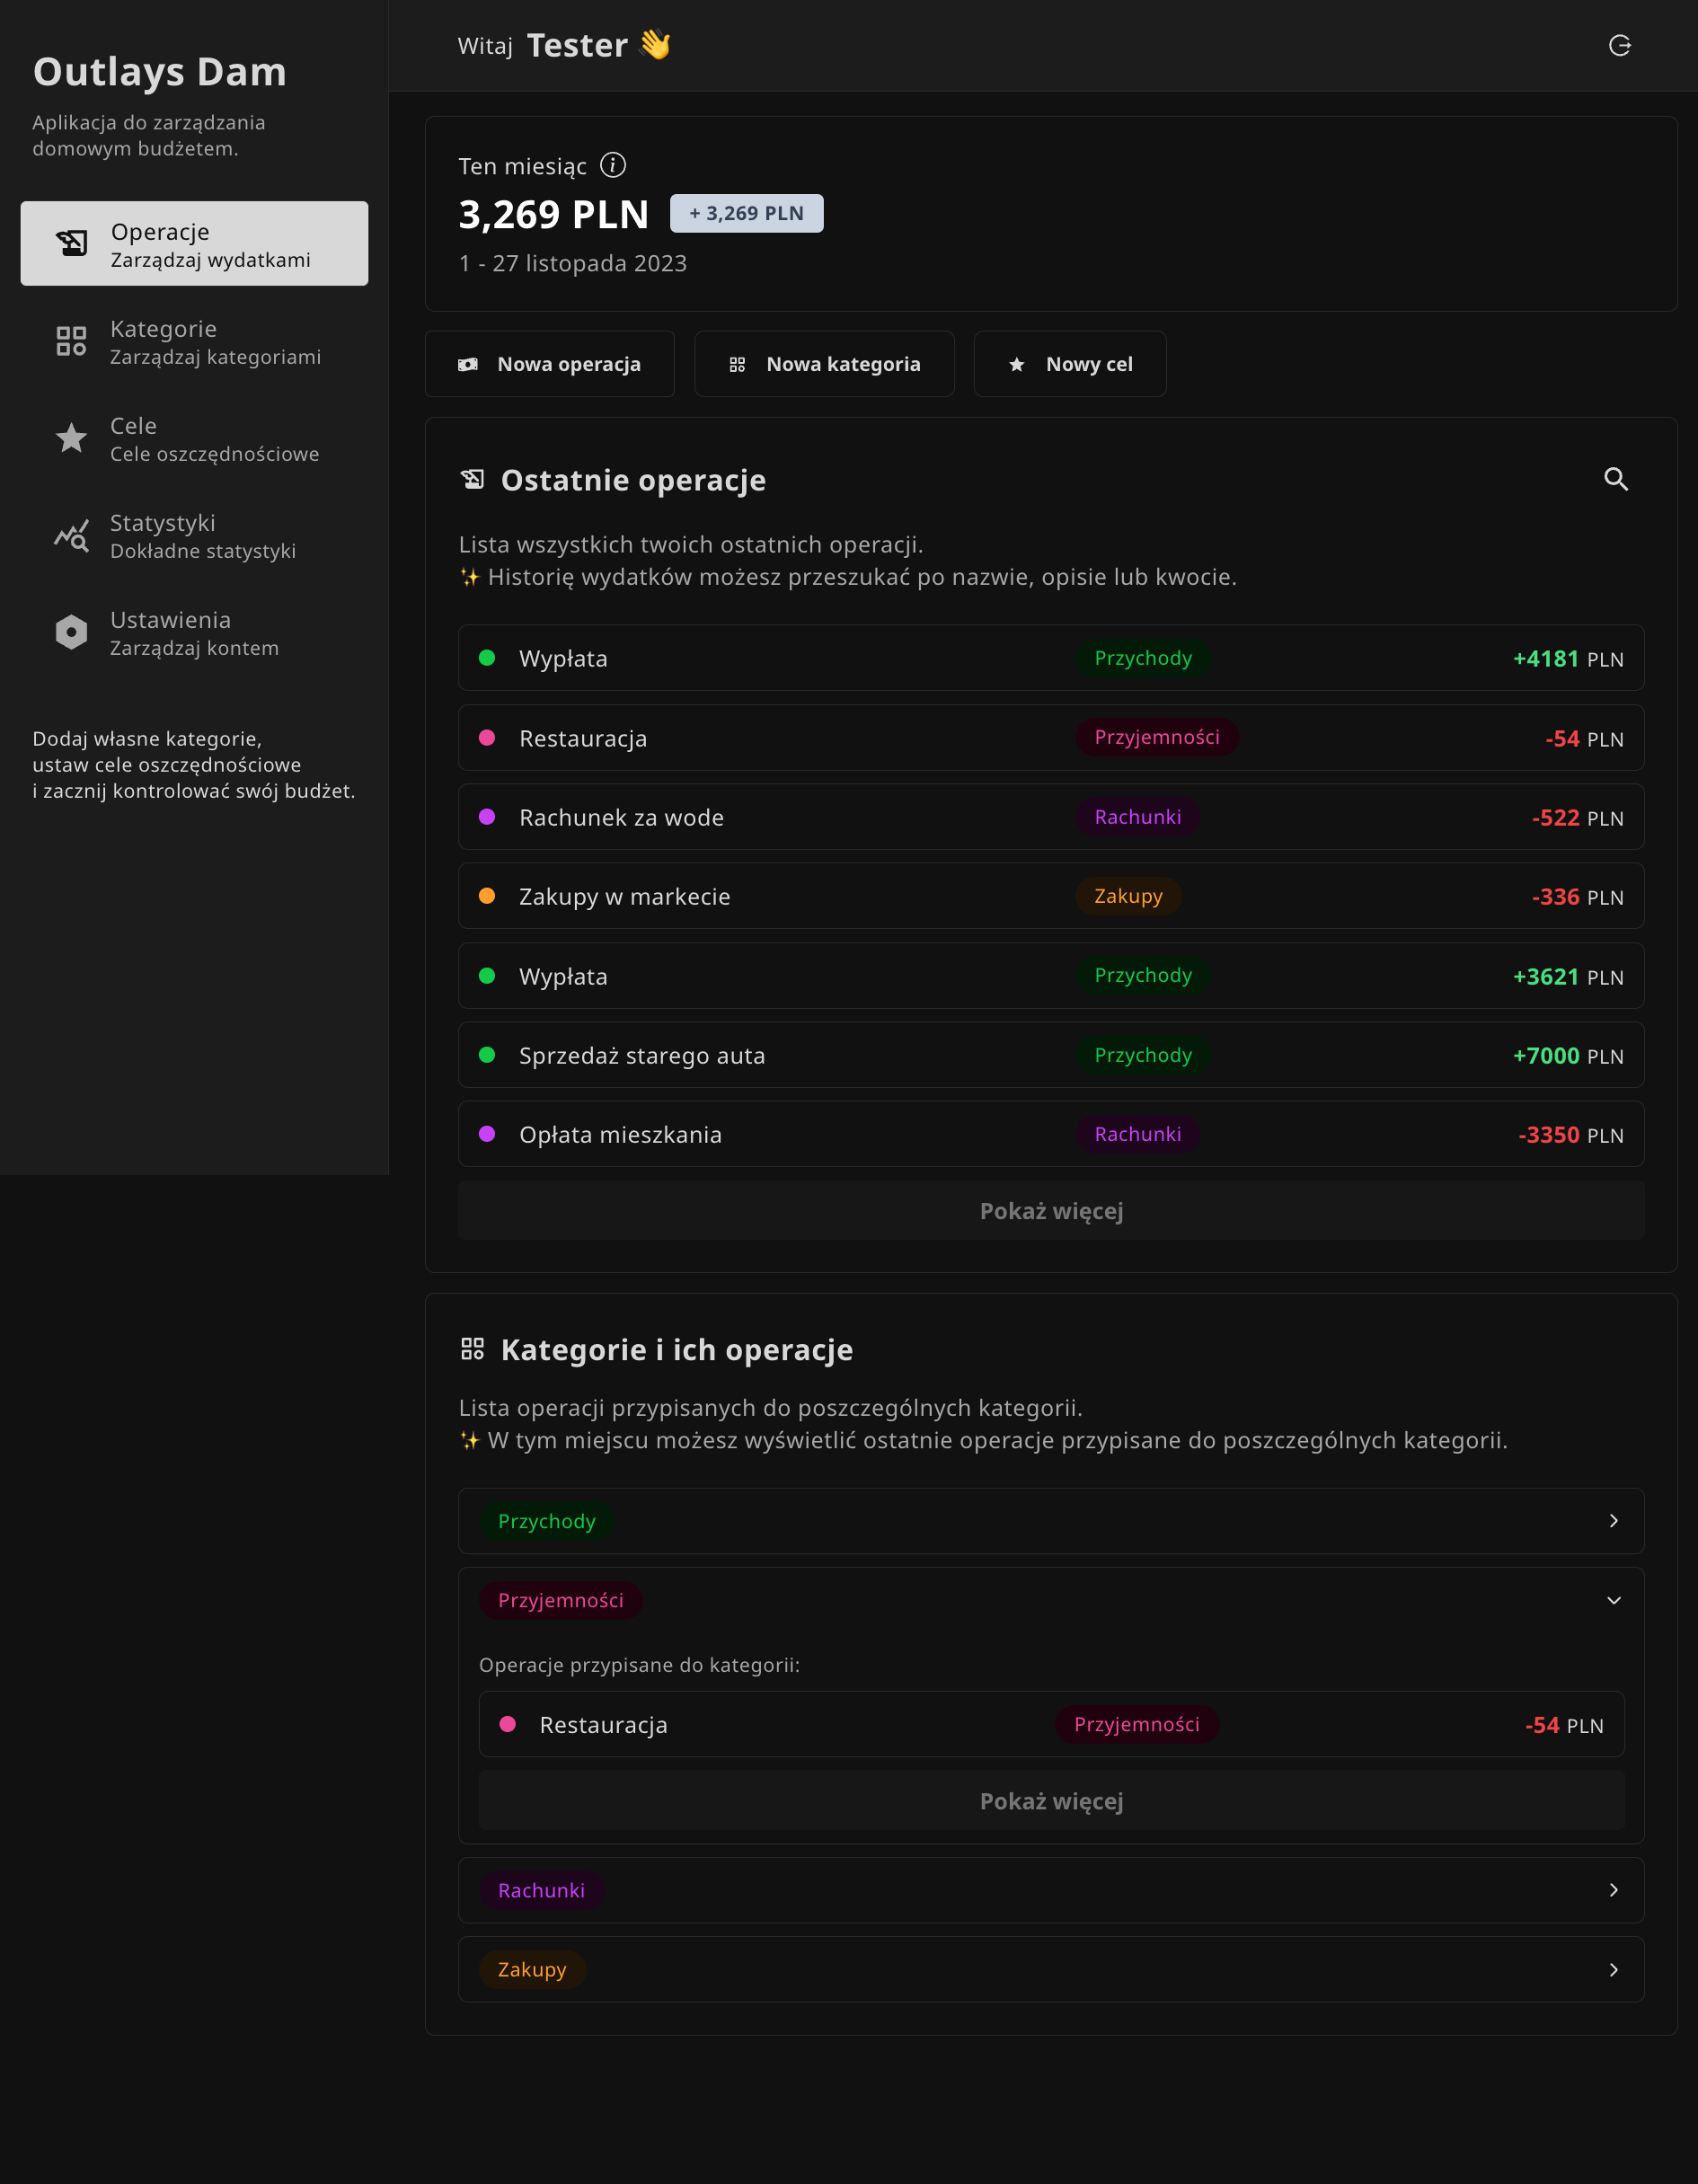 Outlays Dam
Aplikacja do zarządzania
domowym budżetem.
Operacje
Zarządzaj wydatkami
Kategorie
Zarządzaj kategoriami
Cele
Cele oszczędnościowe
Statystyki
Dokładne statystyki
Ustawienia
Zarządzaj kontem
Dodaj własne kategorie,
ustaw cele oszczędnościowe
i zacznij kontrolować swój budżet.
Witaj Tester 👋
Ten miesiąc
3,269 PLN + 3,269 PLN
1 - 27 listopada 2023
Nowa operacja Nowa kategoria Nowy cel
Ostatnie operacje
Lista wszystkich twoich ostatnich operacji.
✨ Historię wydatków możesz przeszukać po nazwie, opisie lub kwocie.
Wypłata Przychody +4181 PLN
Restauracja Przyjemności -54 PLN
Rachunek za wode Rachunki -522 PLN
Zakupy w markecie Zakupy -336 PLN
Wypłata Przychody +3621 PLN
Sprzedaż starego auta Przychody +7000 PLN
Opłata mieszkania Rachunki -3350 PLN
Pokaż więcej
Kategorie i ich operacje
Lista operacji przypisanych do poszczególnych kategorii.
✨ W tym miejscu możesz wyświetlić ostatnie operacje przypisane do poszczególnych kategorii.
Przychody
Przyjemności
Operacje przypisane do kategorii:
Restauracja Przyjemności -54 PLN
Pokaż więcej
Rachunki
Zakupy